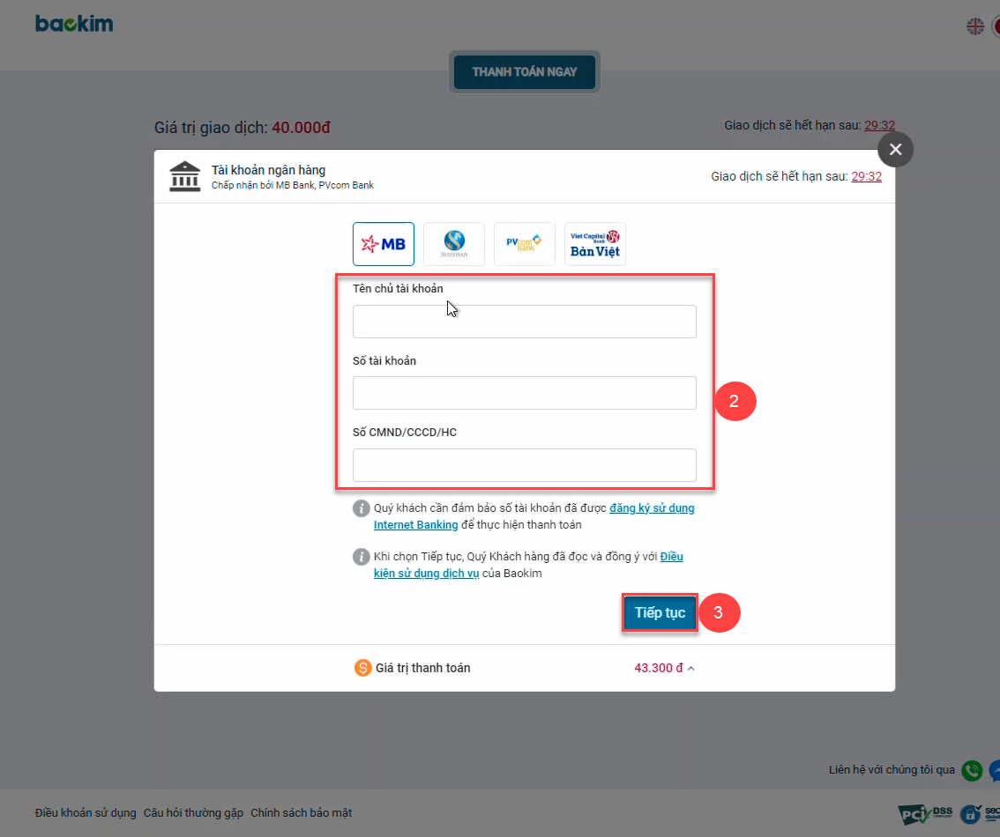 baokim
THANH TOÁN NGAY
Giá trị giao dịch: 40.000đ
Giao dịch sẽ hết hạn sau: 29:32
Tài khoản ngân hàng
Chấp nhận bởi MB Bank, PVcom Bank
Giao dịch sẽ hết hạn sau: 29:32
MB
SHINHAN
PVcom
BANK
Viet Capital
Bank
Bản Việt
Tên chủ tài khoản
Số tài khoản
2
Số CMND/CCCD/HC
Quý khách cần đảm bảo số tài khoản đã được đăng ký sử dụng
Internet Banking để thực hiện thanh toán
Khi chọn Tiếp tục, Quý Khách hàng đã đọc và đồng ý với Điều
kiện sử dụng dịch vụ của Baokim
Tiếp tục
3
Giá trị thanh toán
43.300 đ
Liên hệ với chúng tôi qua
Điều khoản sử dụng Câu hỏi thường gặp Chính sách bảo mật
PCI DSS
COMPLIANT